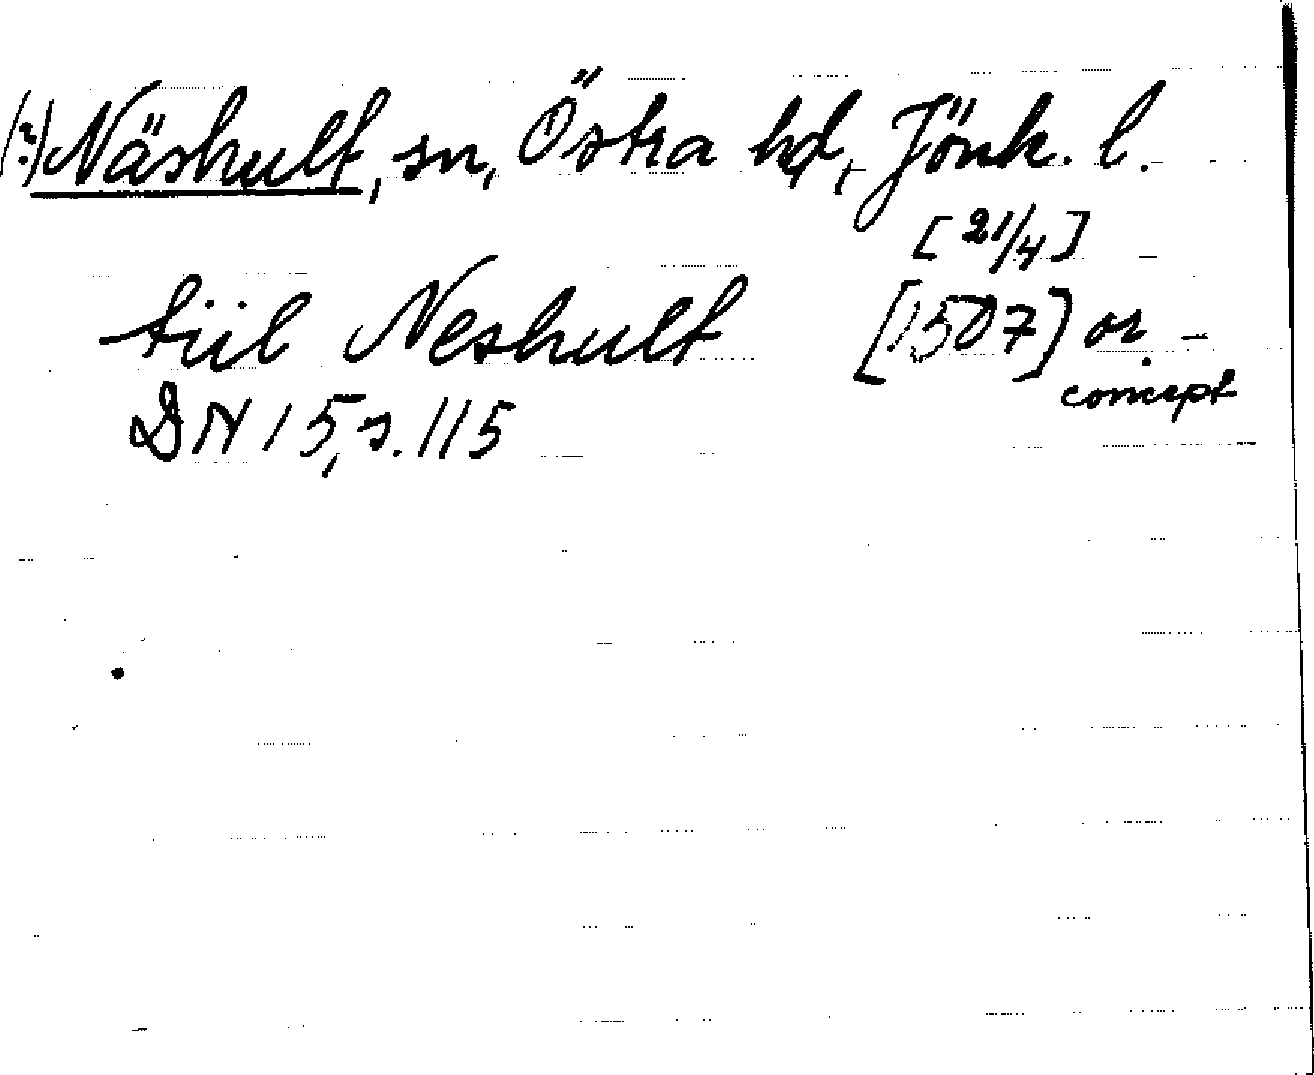 (?) Näshult, sn, Östra hd, Jönk. l.
[21/4]
tiil Neshult [1507] or. -
concept
DN 15, s. 115